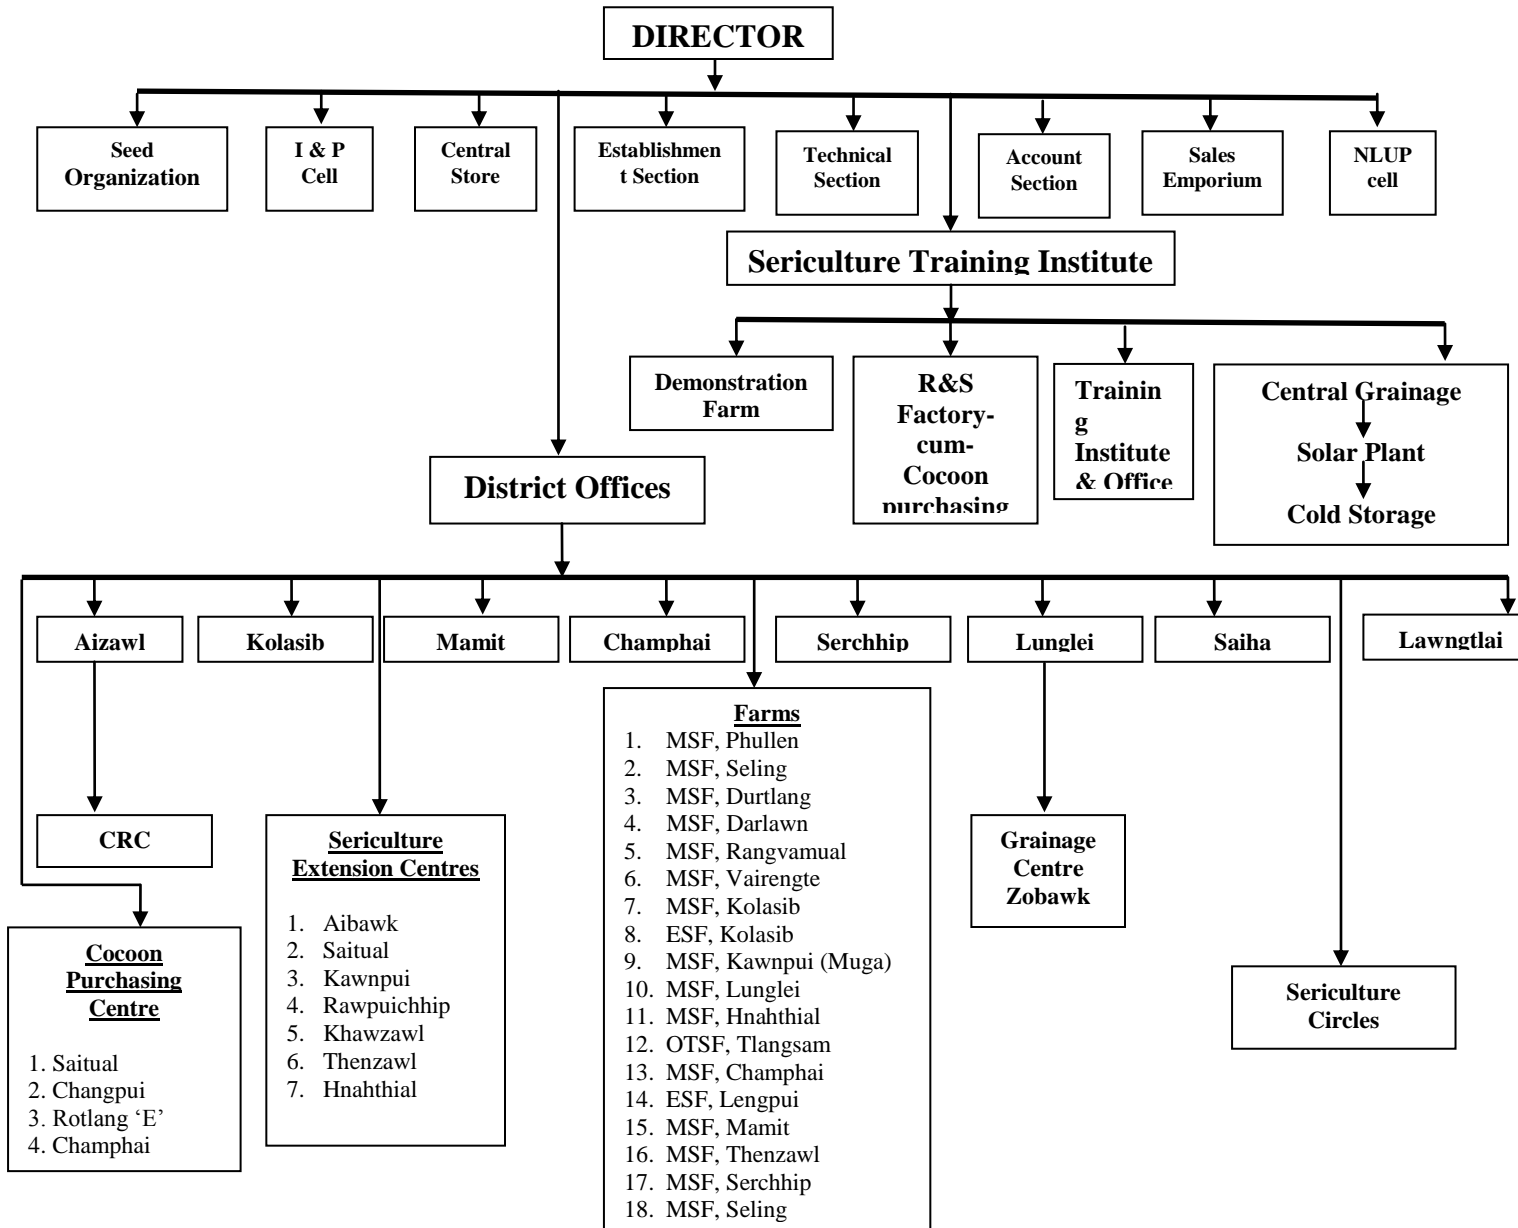 DIRECTOR
Seed
Organization
I & P
Cell
Central
Store
Establishmen
t Section
Technical
Section
Account
Section
Sales
Emporium
NLUP
cell
Sericulture Training Institute
Demonstration
Farm
R&S
Factory-
cum-
Cocoon
purchasing
Trainin
g
Institute
& Office
Central Grainage
Solar Plant
Cold Storage
District Offices
Aizawl
Kolasib
Mamit
Champhai
Serchhip
Lunglei
Saiha
Lawngtlai
CRC
Cocoon
Purchasing
Centre
1. Saitual
2. Changpui
3. Rotlang ‘E’
4. Champhai
Sericulture
Extension Centres
1. Aibawk
2. Saitual
3. Kawnpui
4. Rawpuichhip
5. Khawzawl
6. Thenzawl
7. Hnahthial
Farms
1. MSF, Phullen
2. MSF, Seling
3. MSF, Durtlang
4. MSF, Darlawn
5. MSF, Rangvamual
6. MSF, Vairengte
7. MSF, Kolasib
8. ESF, Kolasib
9. MSF, Kawnpui (Muga)
10. MSF, Lunglei
11. MSF, Hnahthial
12. OTSF, Tlangsam
13. MSF, Champhai
14. ESF, Lengpui
15. MSF, Mamit
16. MSF, Thenzawl
17. MSF, Serchhip
18. MSF, Seling
Grainage
Centre
Zobawk
Sericulture
Circles